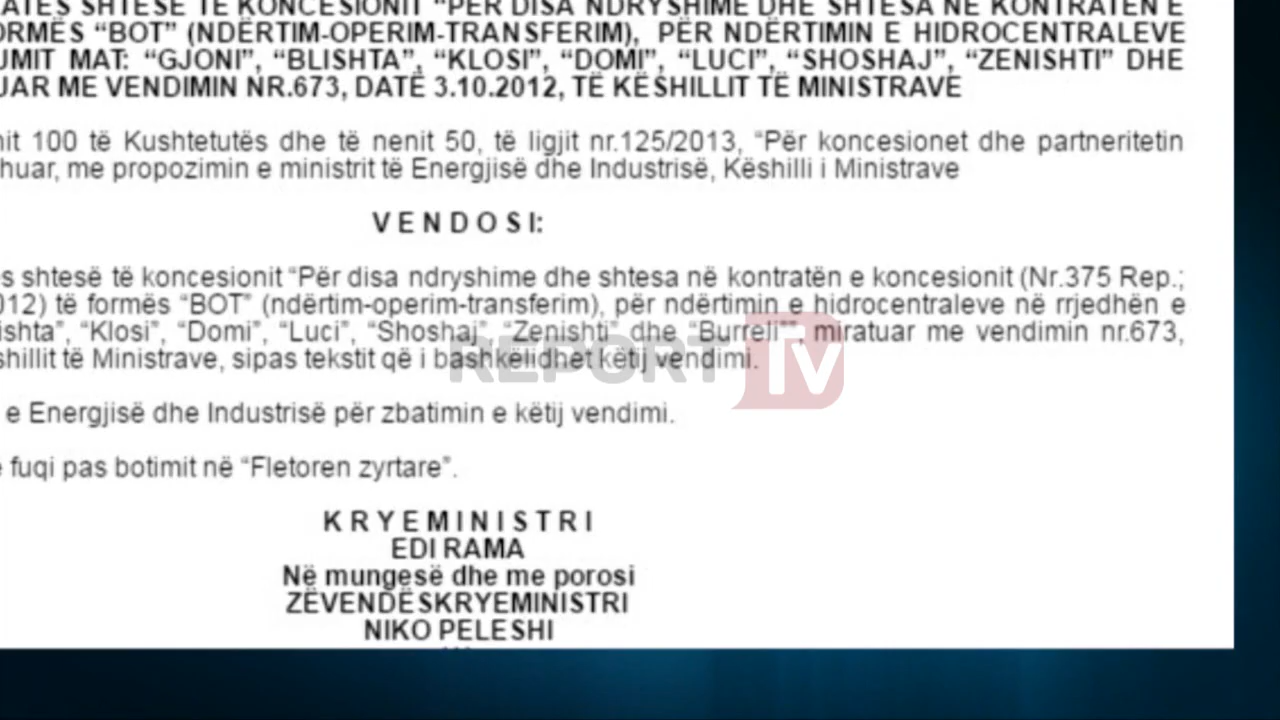 ATËS SHTESË TË KONCESIONIT “PËR DISA NDRYSHIME DHE SHTESA NË KONTRATËN E
ORMËS “BOT” (NDËRTIM-OPERIM-TRANSFERIM), PËR NDËRTIMIN E HIDROCENTRALEVE
UMIT MAT: “GJONI”, “BLISHTA”, “KLOSI”, “DOMI”, “LUCI”, “SHOSHAJ”, “ZENISHTI” DHE
UAR ME VENDIMIN NR.673, DATË 3.10.2012, TË KËSHILLIT TË MINISTRAVE
nit 100 të Kushtetutës dhe të nenit 50, të ligjit nr.125/2013, “Për koncesionet dhe partneritetin
huar, me propozimin e ministrit të Energjisë dhe Industrisë, Këshilli i Ministrave
V E N D O S I:
s shtesë të koncesionit “Për disa ndryshime dhe shtesa në kontratën e koncesionit (Nr.375 Rep.;
012) të formës “BOT” (ndërtim-operim-transferim), për ndërtimin e hidrocentraleve në rrjedhën e
ishta”, “Klosi”, “Domi”, “Luci”, “Shoshaj”, “Zenishti” dhe “Burreli””, miratuar me vendimin nr.673,
shillit të Ministrave, sipas tekstit që i bashkëlidhet këtij vendimi.
REPORT Tv
e Energjisë dhe Industrisë për zbatimin e këtij vendimi.
fuqi pas botimit në “Fletoren zyrtare”.
K R Y E M I N I S T R I
EDI RAMA
Në mungesë dhe me porosi
ZËVENDËSKRYEMINISTRI
NIKO PELESHI